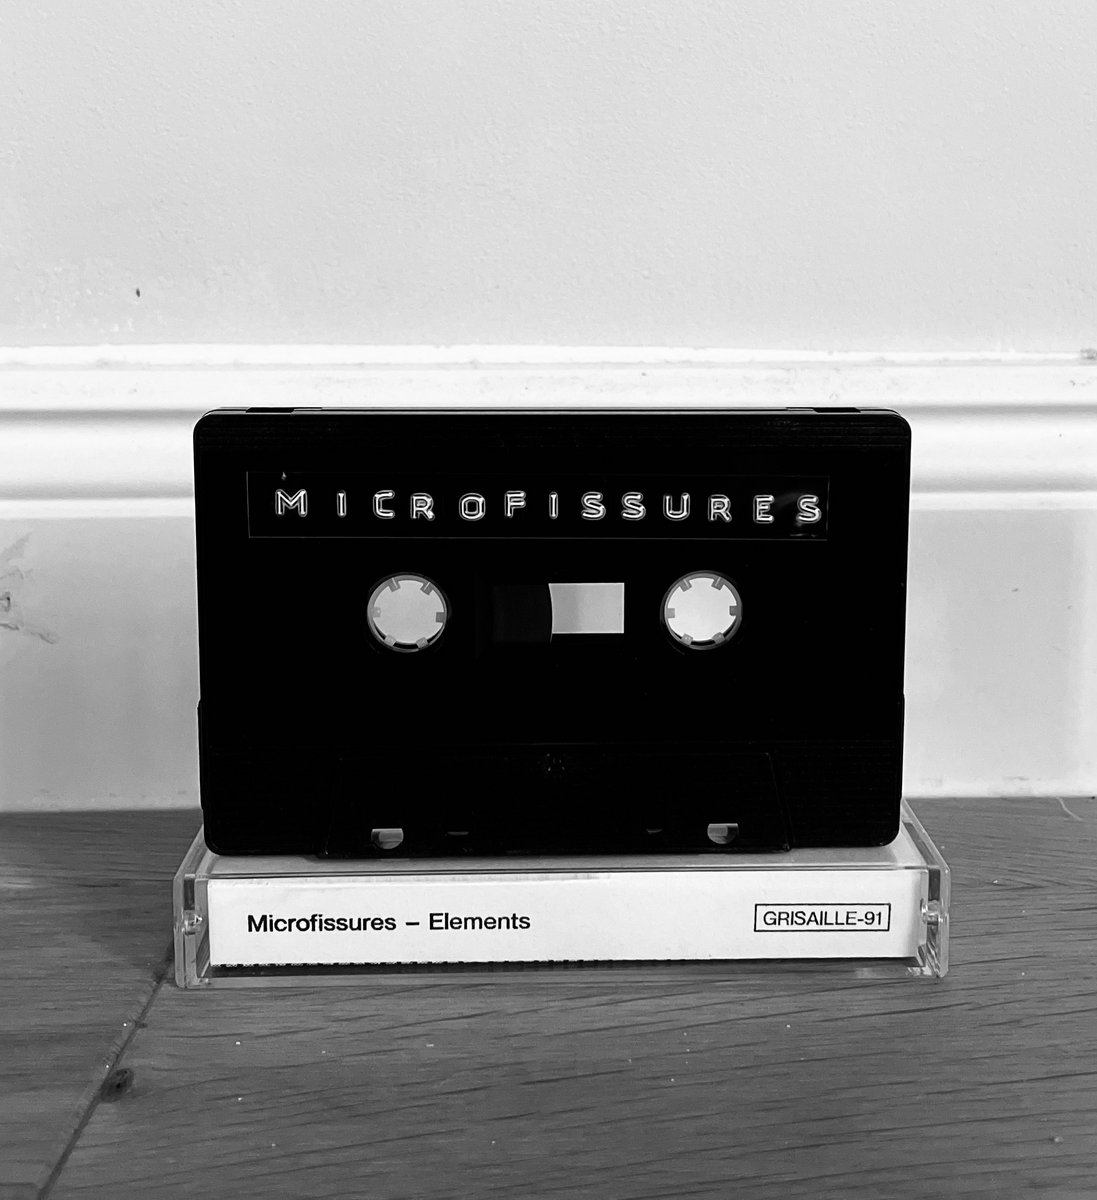 MICROFISSURES
Microfissures – Elements
GRISAILLE-91